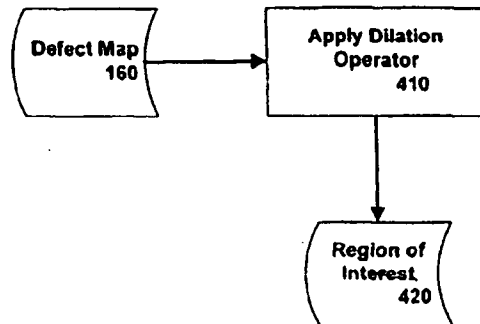 Defect Map
160
Apply Dilation
Operator
410
Region of
Interest
420